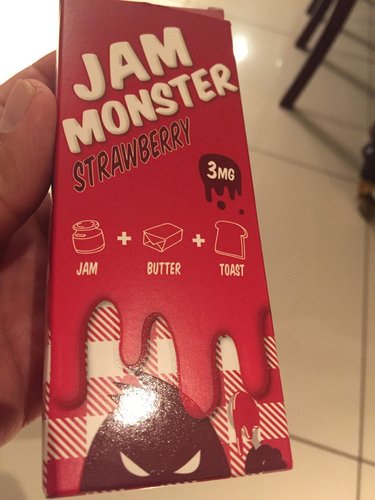 JAM
MONSTER
STRAWBERRY
3MG
JAM + BUTTER + TOAST